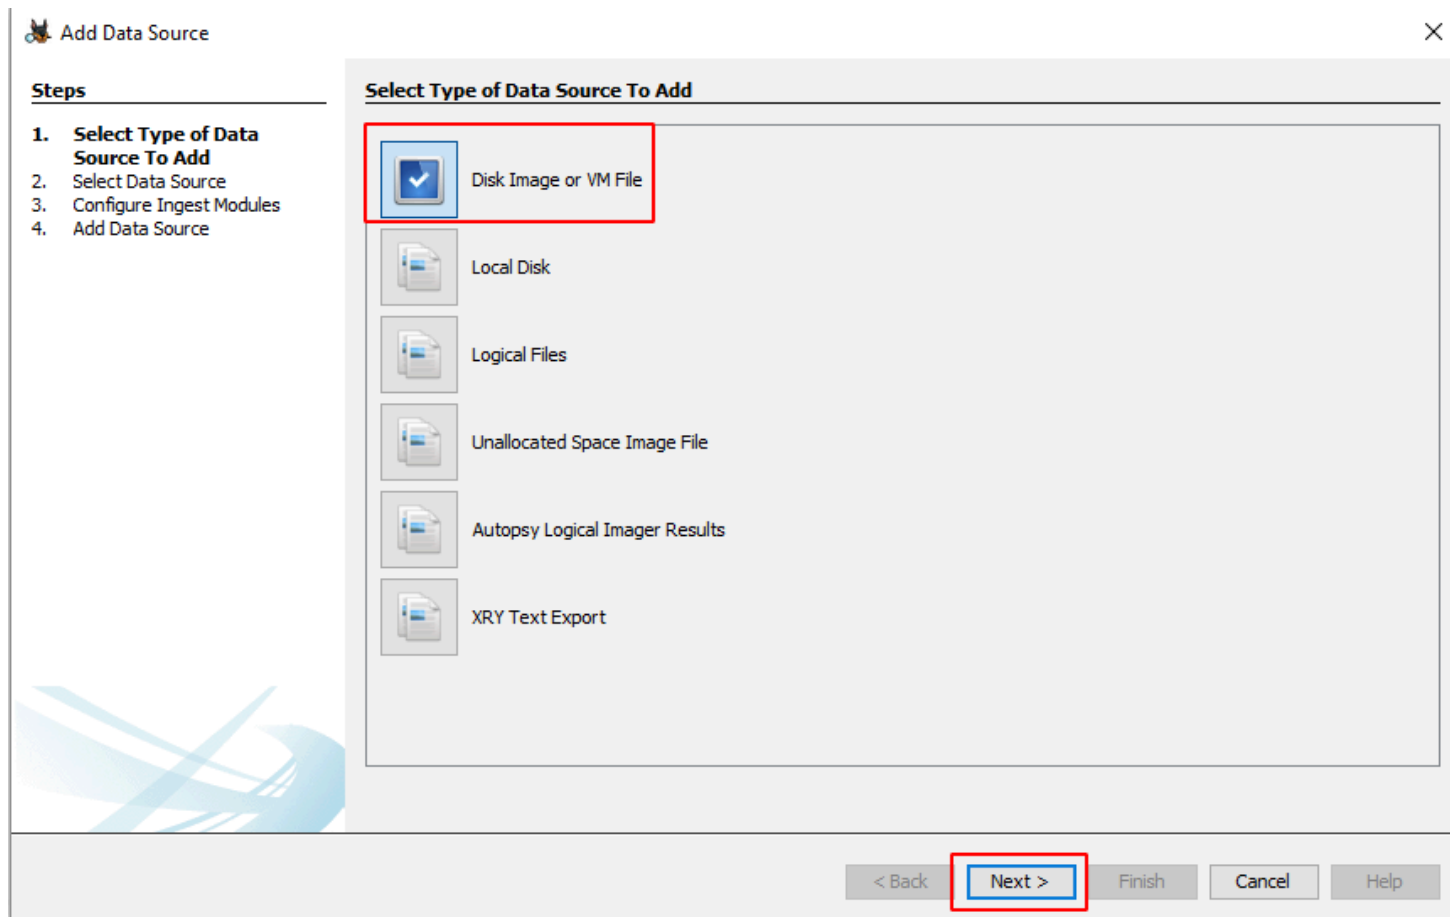 Add Data Source
Steps
1. Select Type of Data
Source To Add
2. Select Data Source
3. Configure Ingest Modules
4. Add Data Source
Select Type of Data Source To Add
Disk Image or VM File
Local Disk
Logical Files
Unallocated Space Image File
Autopsy Logical Imager Results
XRY Text Export
< Back Next > Finish Cancel Help